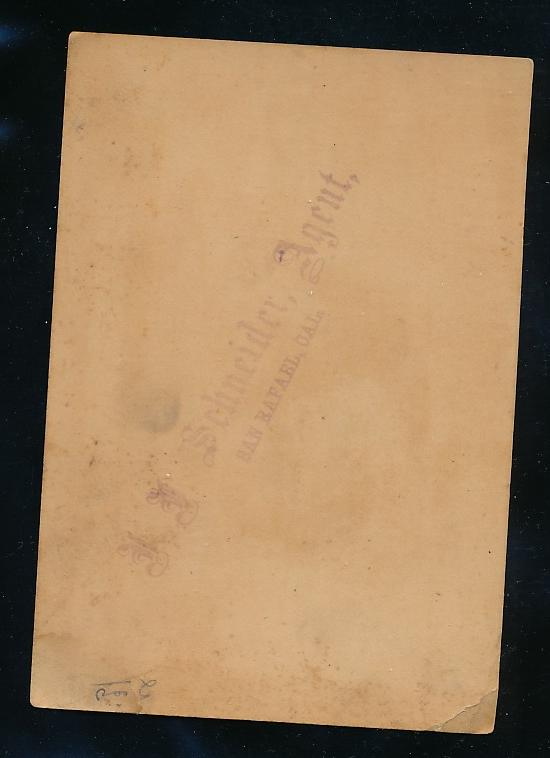 Schneider, Agent,
SAN RAFAEL, CAL.